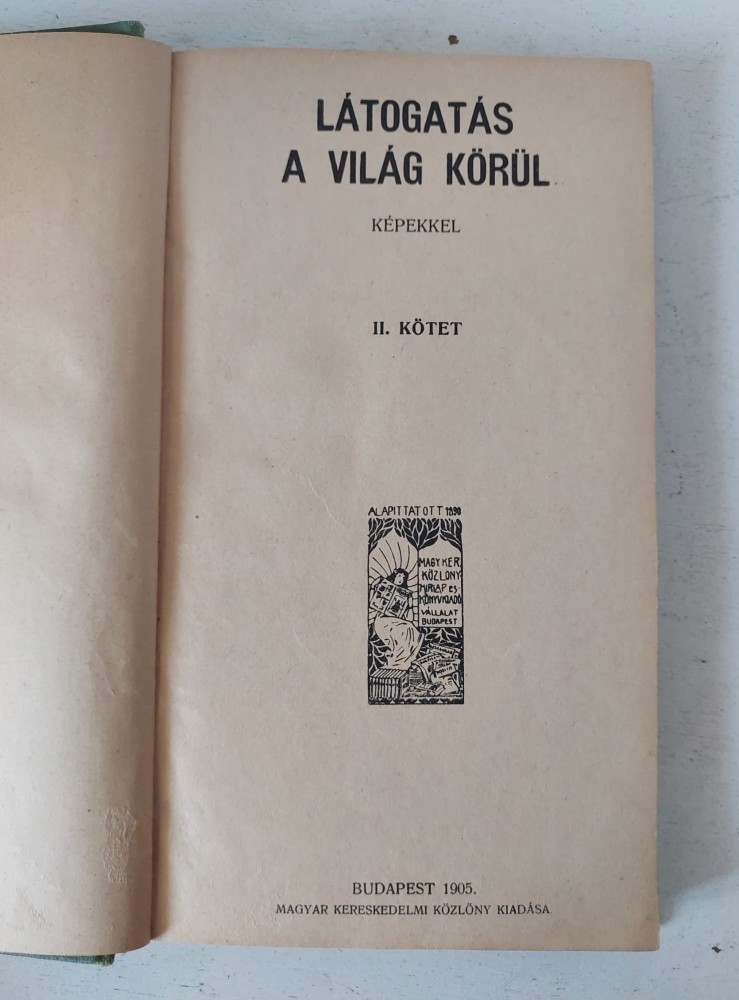 LÁTOGATÁS
A VILÁG KÖRÜL
KÉPEKKEL
II. KÖTET
ALAPITTATOTT 1890
MAGY KER.
KÖZLÖNY
HIRLAP ÉS
KÖNYVKIADÓ
VÁLLALAT
BUDAPEST
BUDAPEST 1905.
MAGYAR KERESKEDELMI KÖZLÖNY KIADÁSA